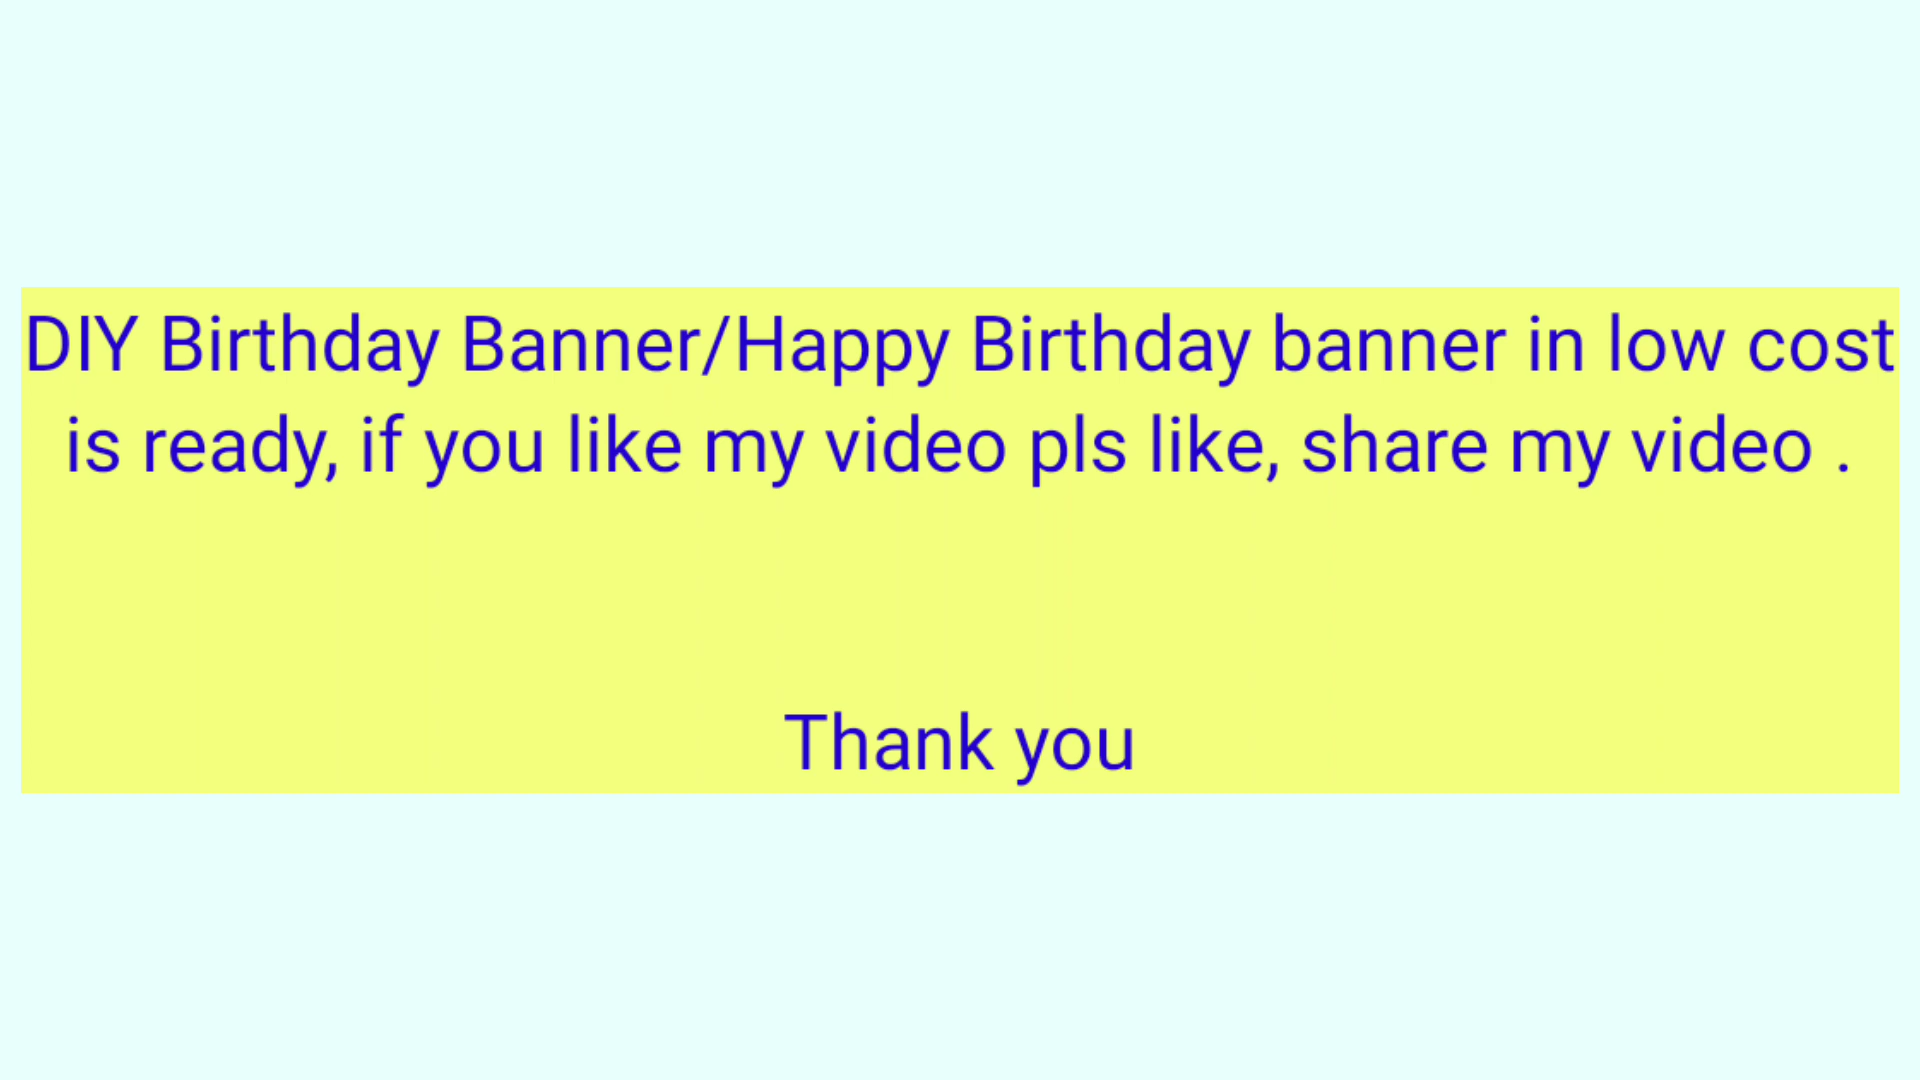 DIY Birthday Banner/Happy Birthday banner in low cost
is ready, if you like my video pls like, share my video .
Thank you